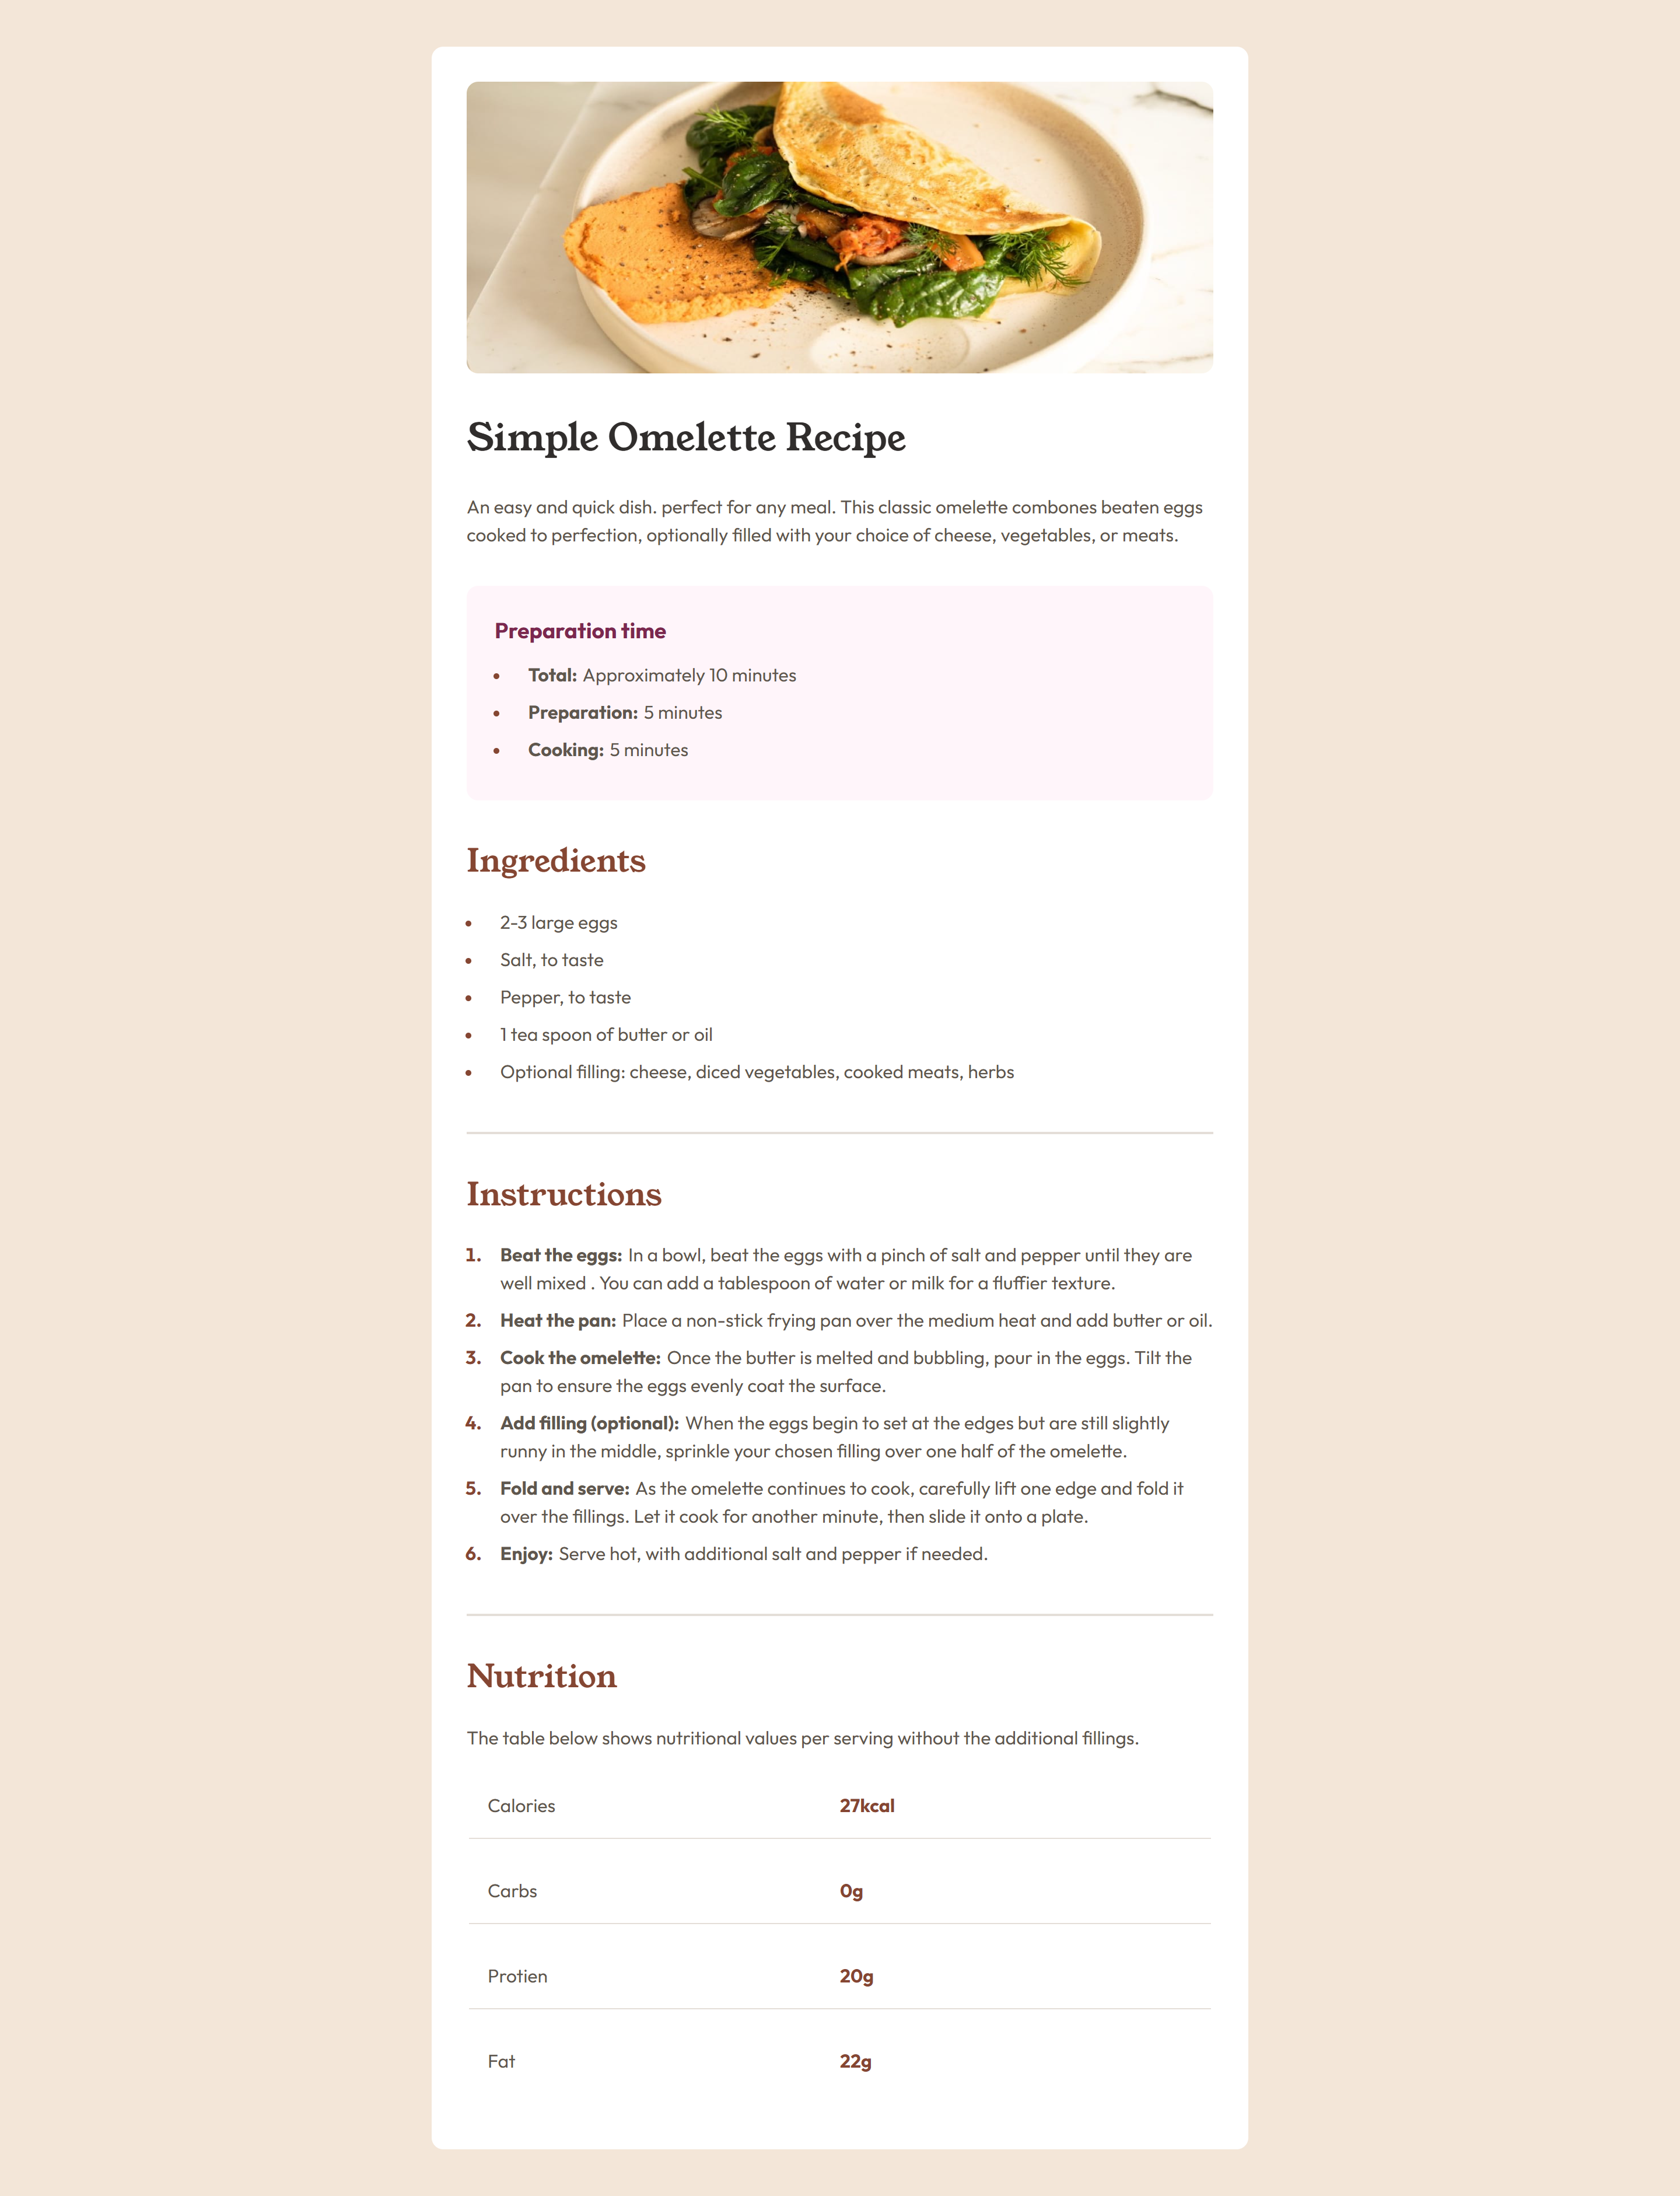 Simple Omelette Recipe
An easy and quick dish. perfect for any meal. This classic omelette combones beaten eggs
cooked to perfection, optionally filled with your choice of cheese, vegetables, or meats.
Preparation time
• Total: Approximately 10 minutes
• Preparation: 5 minutes
• Cooking: 5 minutes
Ingredients
• 2-3 large eggs
• Salt, to taste
• Pepper, to taste
• 1 tea spoon of butter or oil
• Optional filling: cheese, diced vegetables, cooked meats, herbs
Instructions
1. Beat the eggs: In a bowl, beat the eggs with a pinch of salt and pepper until they are
well mixed . You can add a tablespoon of water or milk for a fluffier texture.
2. Heat the pan: Place a non-stick frying pan over the medium heat and add butter or oil.
3. Cook the omelette: Once the butter is melted and bubbling, pour in the eggs. Tilt the
pan to ensure the eggs evenly coat the surface.
4. Add filling (optional): When the eggs begin to set at the edges but are still slightly
runny in the middle, sprinkle your chosen filling over one half of the omelette.
5. Fold and serve: As the omelette continues to cook, carefully lift one edge and fold it
over the fillings. Let it cook for another minute, then slide it onto a plate.
6. Enjoy: Serve hot, with additional salt and pepper if needed.
Nutrition
The table below shows nutritional values per serving without the additional fillings.
Calories 27kcal
Carbs 0g
Protien 20g
Fat 22g